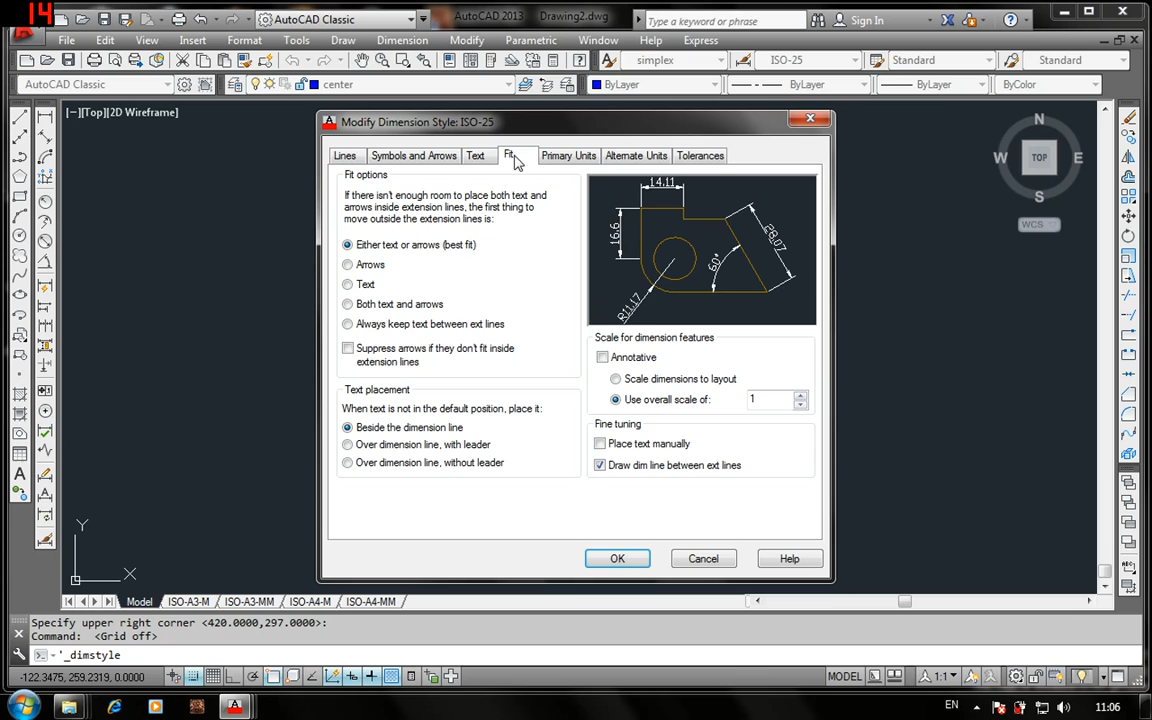 14
AutoCAD Classic
AutoCAD 2013 Drawing2.dwg
Type a keyword or phrase
Sign In
File Edit View Insert Format Tools Draw Dimension Modify Parametric Window Help Express
simplex
ISO-25
Standard
Standard
AutoCAD Classic
center
ByLayer
ByLayer
ByLayer
ByColor
[−][Top][2D Wireframe]
N
W TOP E
S
WCS
Modify Dimension Style: ISO-25
Lines Symbols and Arrows Text Fit Primary Units Alternate Units Tolerances
Fit options
If there isn't enough room to place both text and
arrows inside extension lines, the first thing to
move outside the extension lines is:
Either text or arrows (best fit)
Arrows
Text
Both text and arrows
Always keep text between ext lines
Suppress arrows if they don't fit inside
extension lines
Text placement
When text is not in the default position, place it:
Beside the dimension line
Over dimension line, with leader
Over dimension line, without leader
14.11
16.6
28.07
60°
R11.17
Scale for dimension features
Annotative
Scale dimensions to layout
Use overall scale of: 1
Fine tuning
Place text manually
Draw dim line between ext lines
OK Cancel Help
Y
X
Model ISO-A3-M ISO-A3-MM ISO-A4-M ISO-A4-MM
Specify upper right corner <420.0000,297.0000>:
Command: <Grid off>
'_dimstyle
-122.3475, 259.2319, 0.0000
MODEL
1:1
EN
11:06